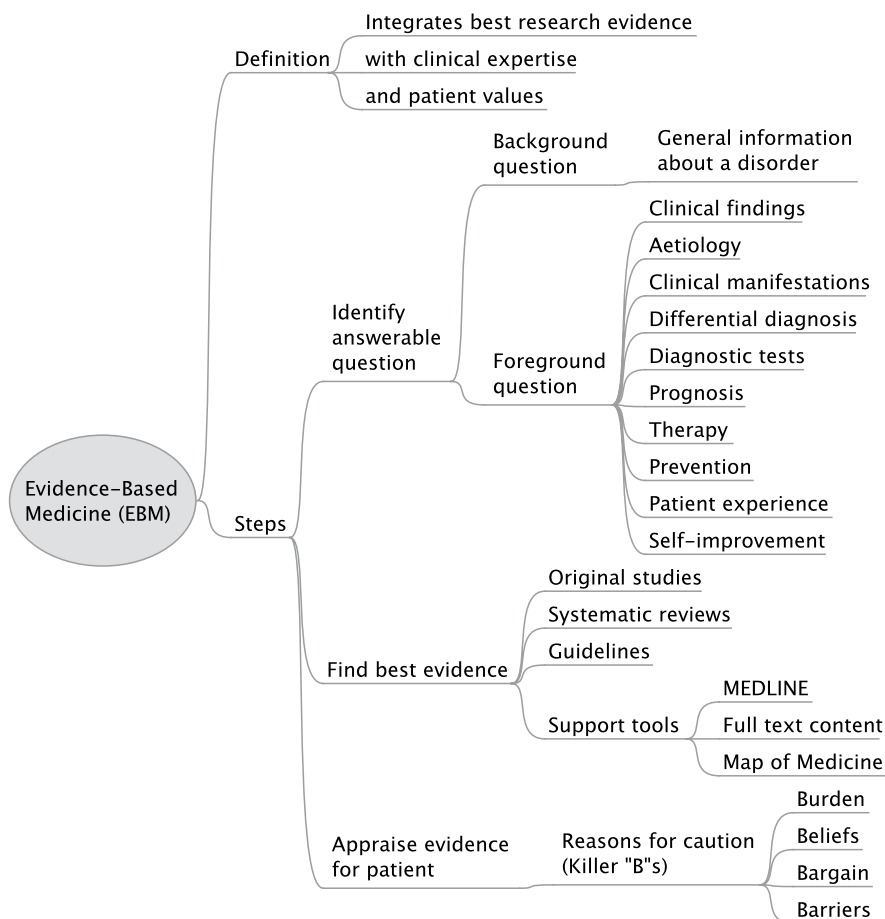 Integrates best research evidence
Definition
with clinical expertise
and patient values
Background
question
General information
about a disorder
Clinical findings
Aetiology
Clinical manifestations
Identify
answerable
question
Differential diagnosis
Foreground
question
Diagnostic tests
Prognosis
Therapy
Prevention
Patient experience
Self-improvement
Evidence-Based
Medicine (EBM)
Steps
Original studies
Systematic reviews
Guidelines
Find best evidence
MEDLINE
Support tools
Full text content
Map of Medicine
Burden
Appraise evidence
for patient
Reasons for caution
(Killer "B"s)
Beliefs
Bargain
Barriers